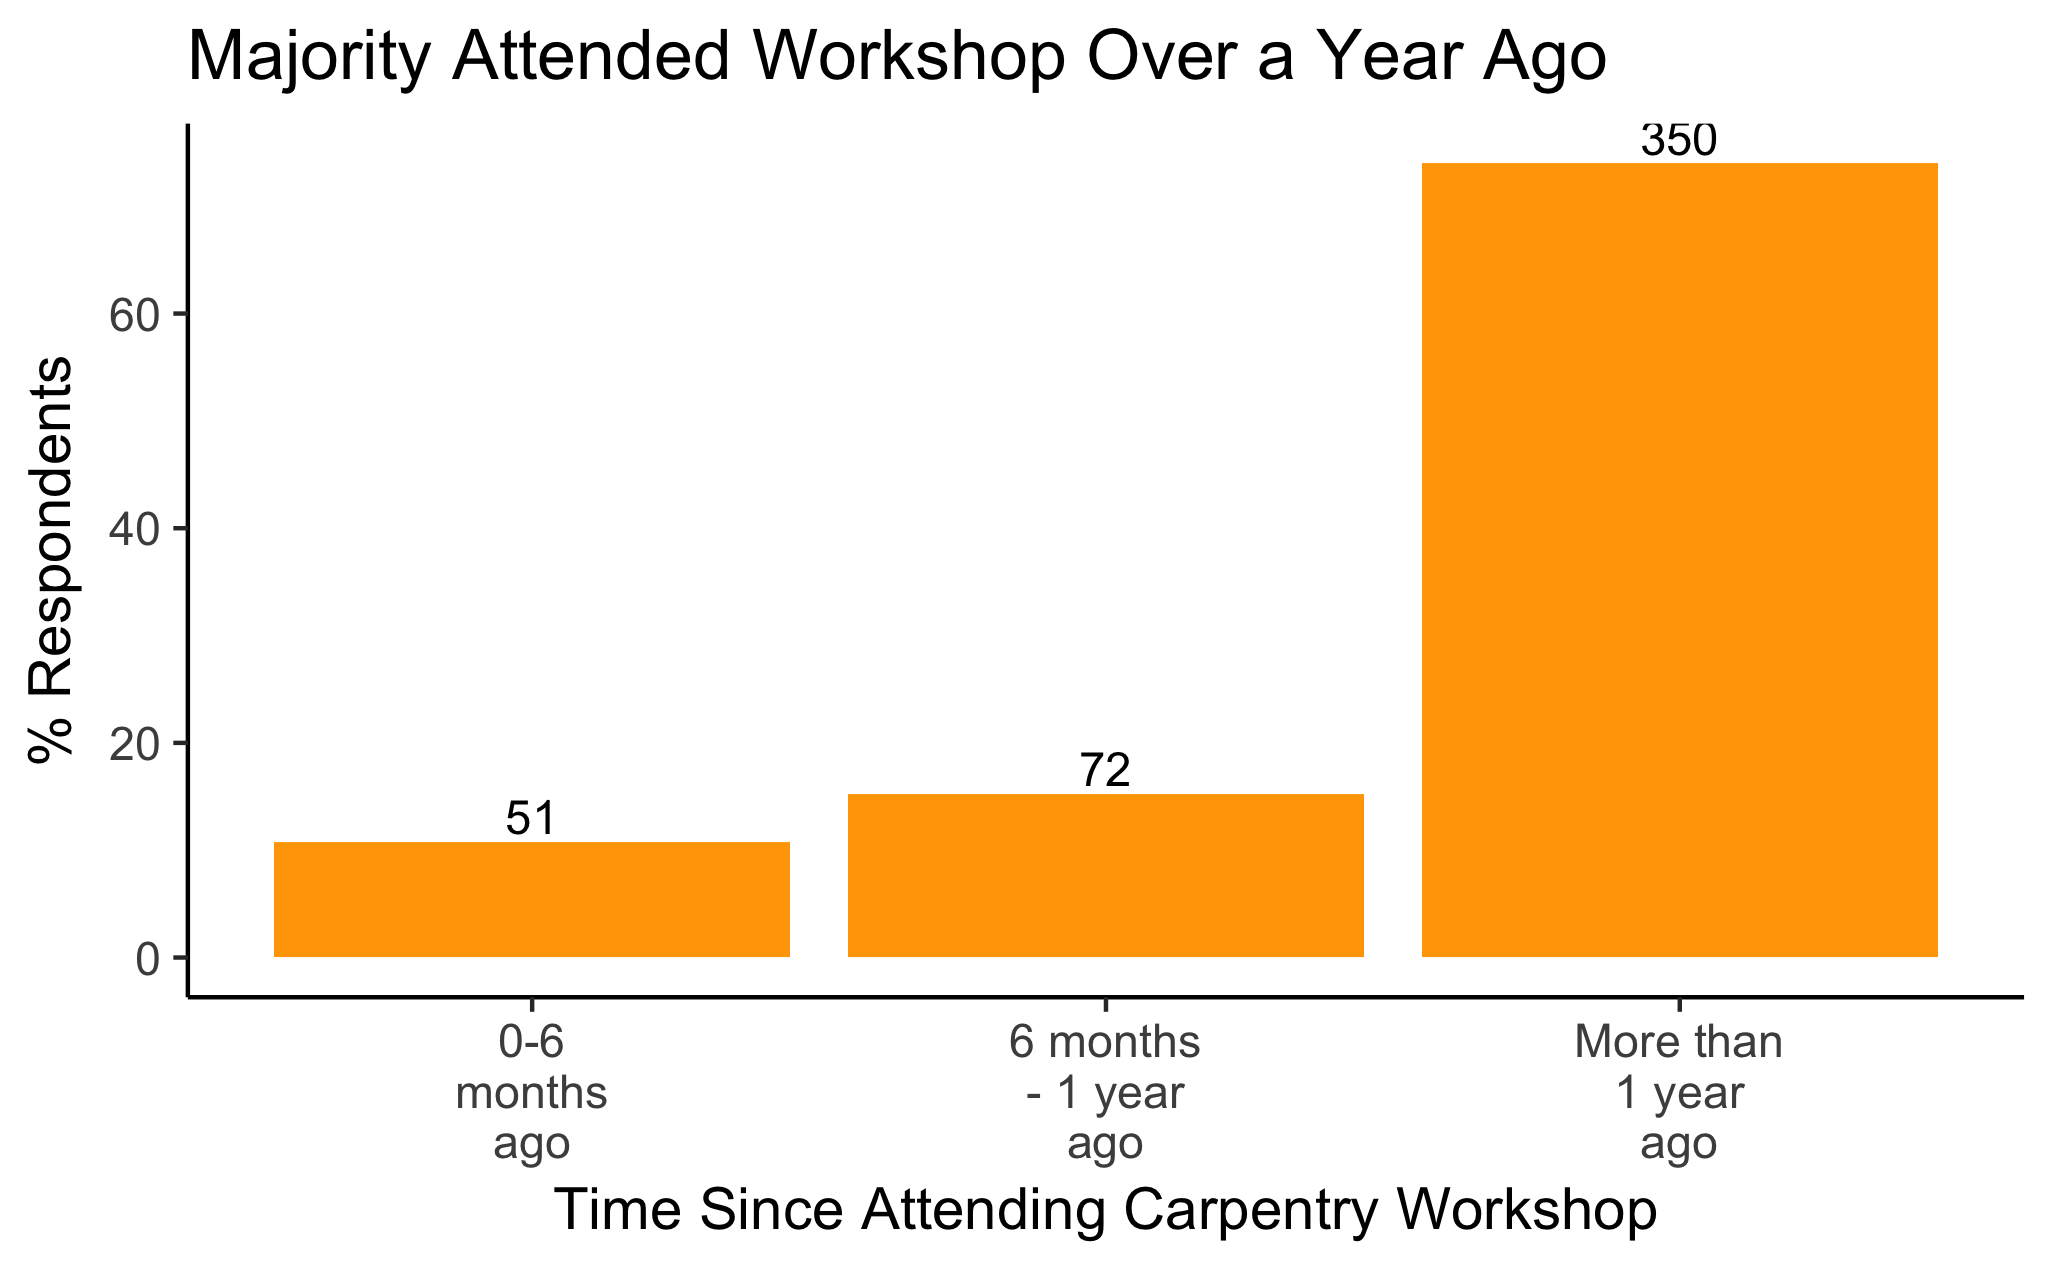 Majority Attended Workshop Over a Year Ago
% Respondents
60
40
20
0
51
72
350
0-6
months
ago
6 months
- 1 year
ago
More than
1 year
ago
Time Since Attending Carpentry Workshop